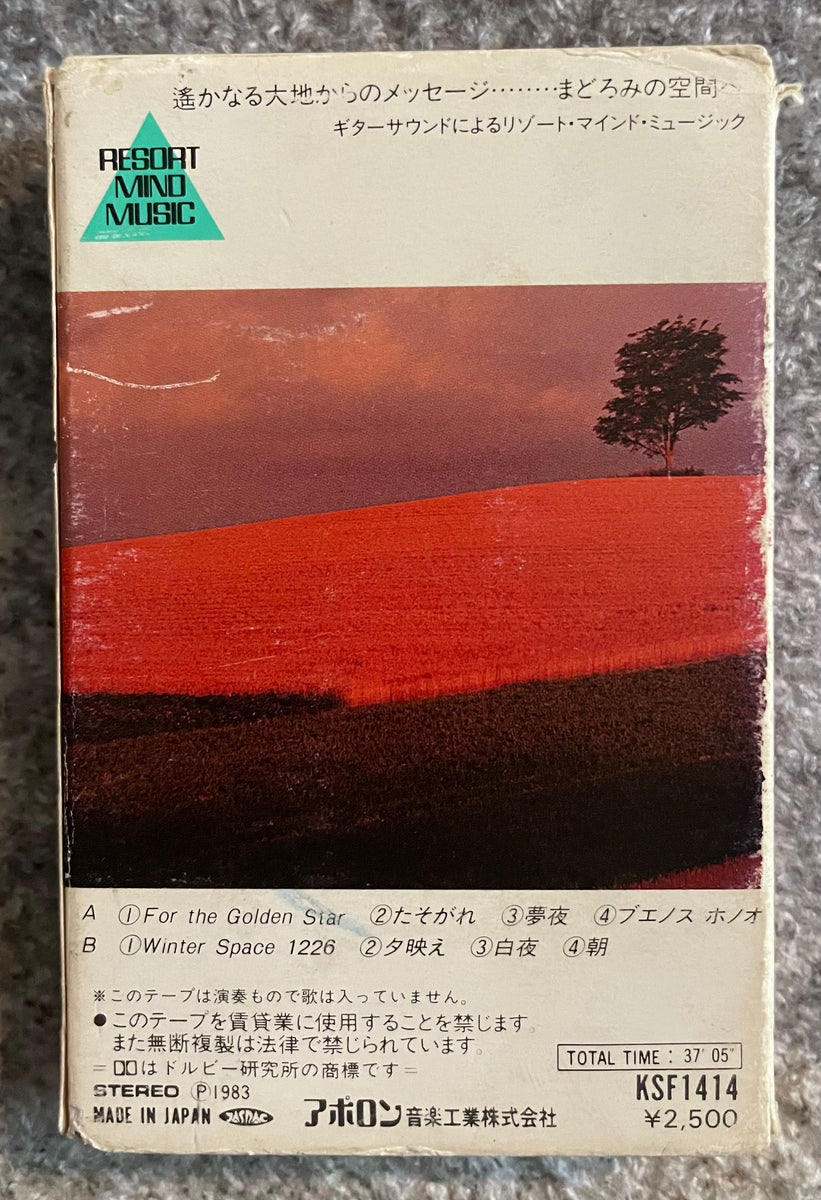 遙かなる大地からのメッセージ………まどろみの空間へ
ギターサウンドによるリゾート・マインド・ミュージック
RESORT
MIND
MUSIC
A ①For the Golden Star ②たそがれ ③夢夜 ④ブエノス ホノオ
B ①Winter Space 1226 ②夕映え ③白夜 ④朝
※このテープは演奏もので歌は入っていません。
●このテープを賃貸業に使用することを禁じます。
また無断複製は法律で禁じられています。
＝はドルビー研究所の商標です＝
TOTAL TIME : 37′ 05″
STEREO Ⓟ1983
KSF1414
MADE IN JAPAN JASRAC アポロン音楽工業株式会社
¥2,500